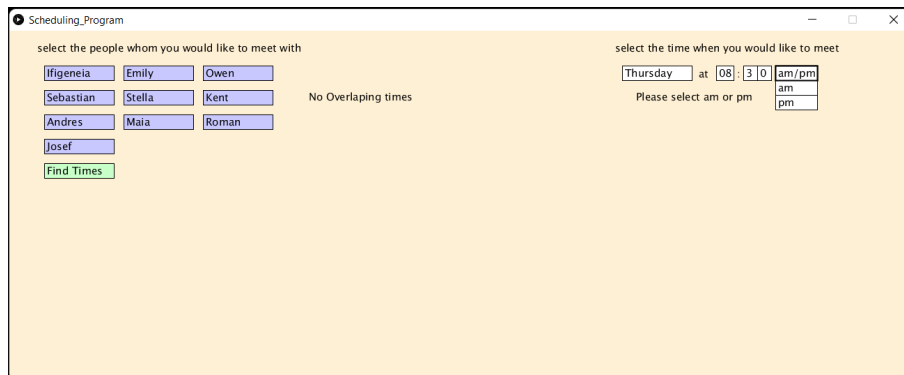 Scheduling_Program
select the people whom you would like to meet with
select the time when you would like to meet
Ifigeneia Emily Owen
Thursday at 08 : 3 0 am/pm
am
Sebastian Stella Kent
No Overlaping times
Please select am or pm
pm
Andres Maia Roman
Josef
Find Times